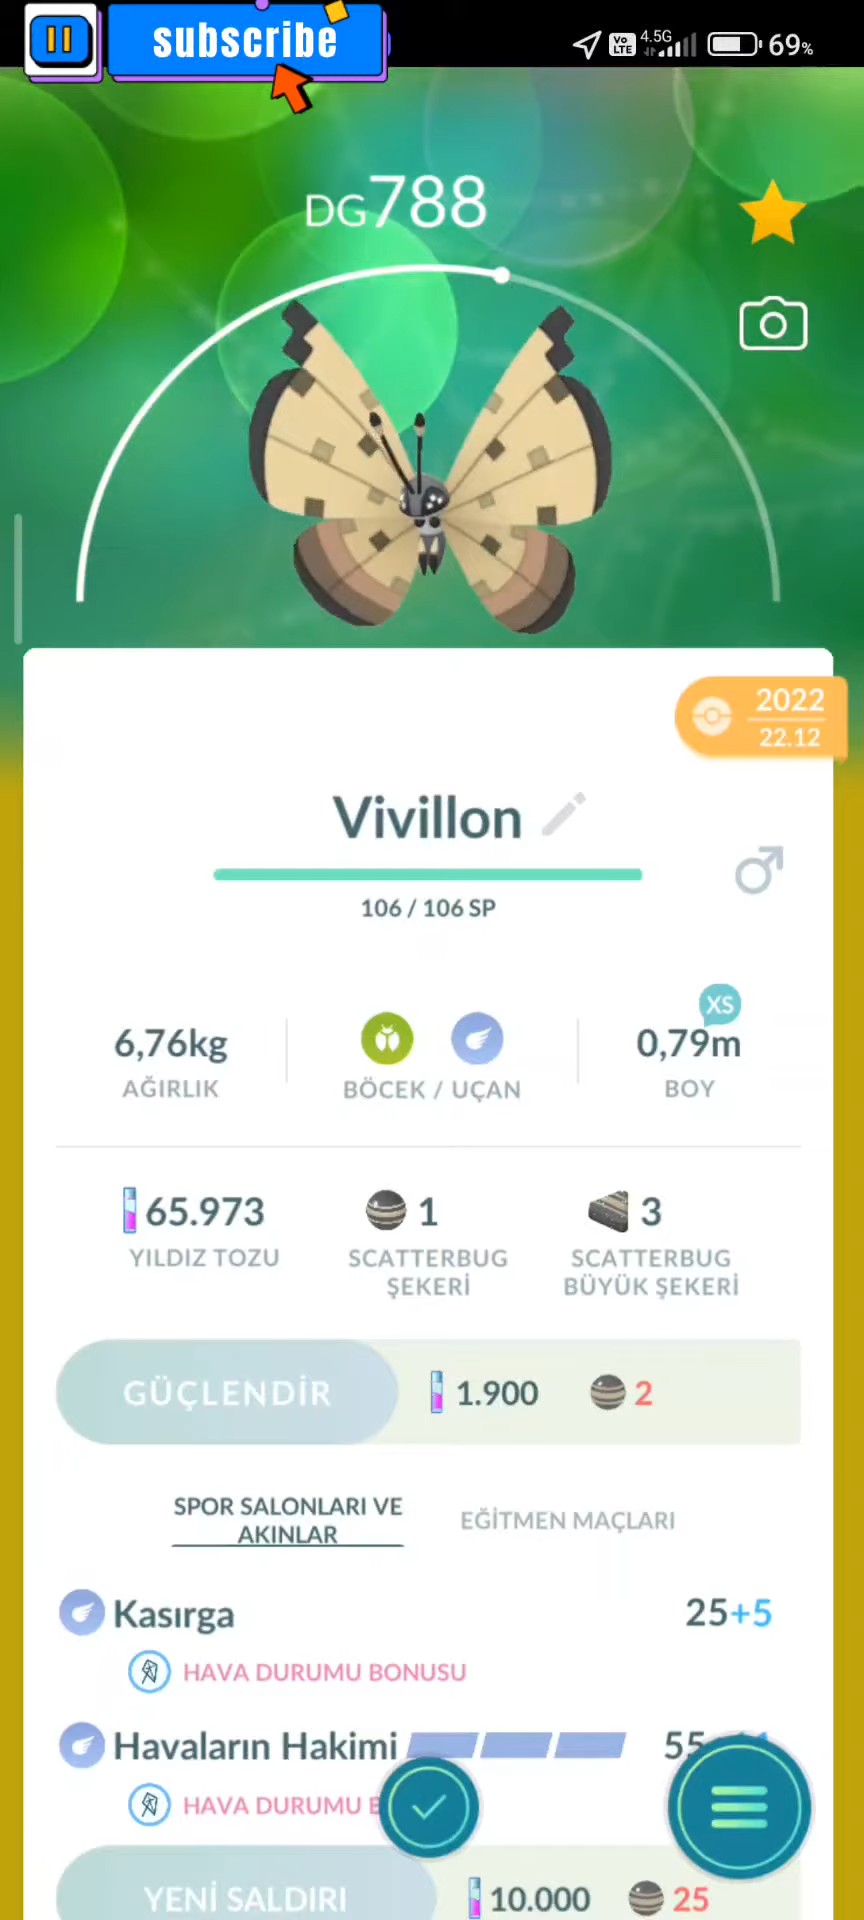 subscribe
Vo LTE 4.5G 69%
DG788
2022
22.12
Vivillon
106 / 106 SP
XS
6,76kg 0,79m
AĞIRLIK BÖCEK / UÇAN BOY
65.973 1 3
YILDIZ TOZU SCATTERBUG ŞEKERİ SCATTERBUG BÜYÜK ŞEKERİ
GÜÇLENDİR 1.900 2
SPOR SALONLARI VE AKINLAR EĞİTMEN MAÇLARI
Kasırga 25+5
HAVA DURUMU BONUSU
Havaların Hakimi 55
HAVA DURUMU
YENİ SALDIRI 10.000 25